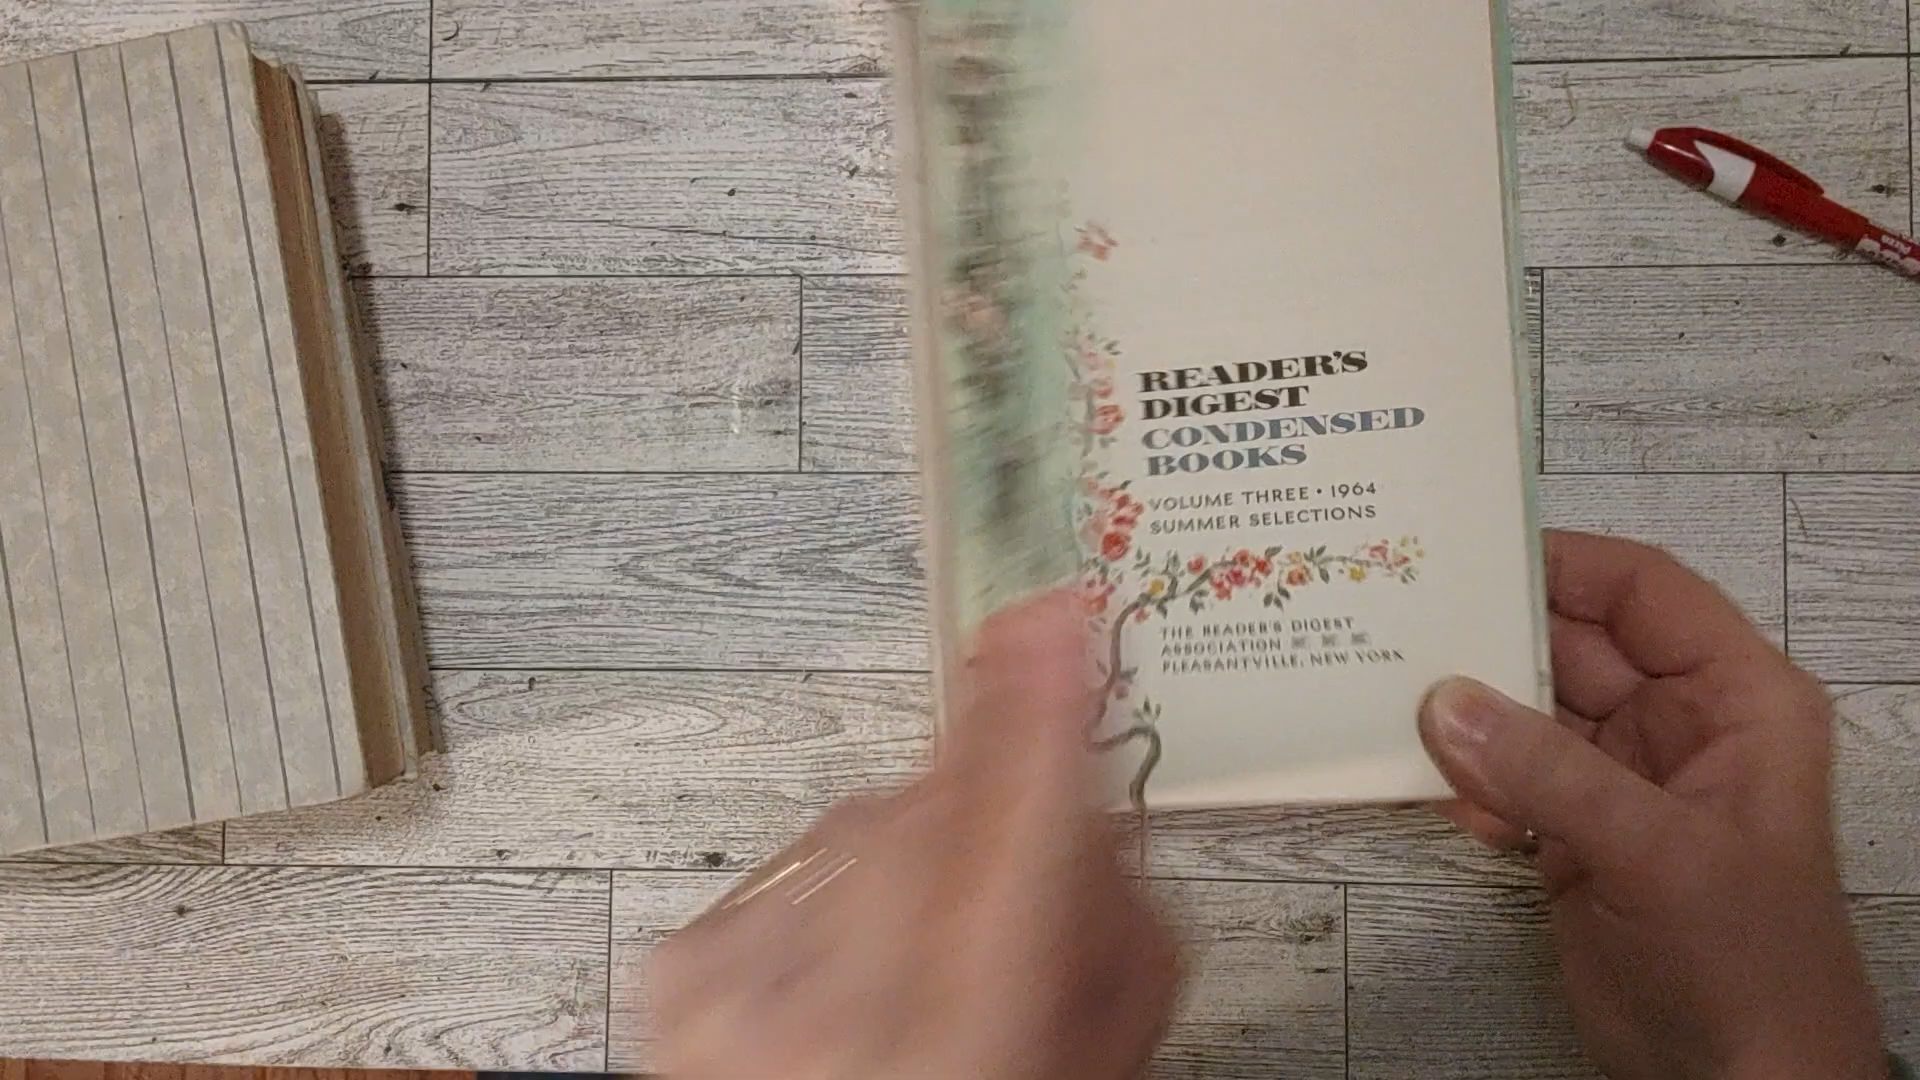 READER'S
DIGEST
CONDENSED
BOOKS
VOLUME THREE • 1964
SUMMER SELECTIONS
THE READER'S DIGEST
ASSOCIATION
PLEASANTVILLE, NEW YORK